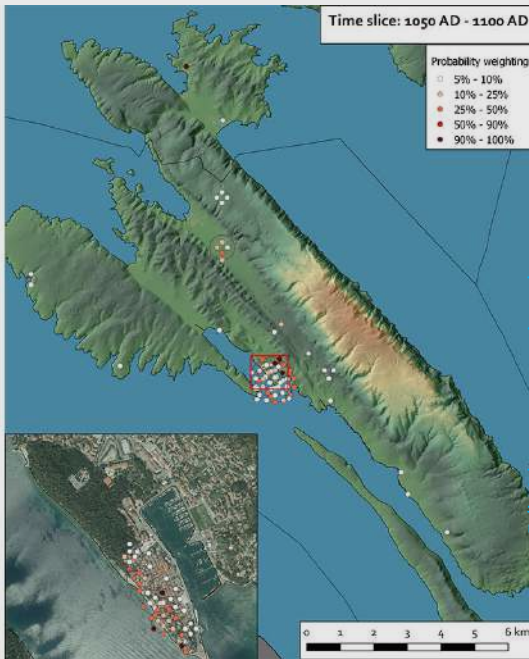 Time slice: 1050 AD - 1100 AD
Probability weighting
5% - 10%
10% - 25%
25% - 50%
50% - 90%
90% - 100%
0 1 2 3 4 5 6 km